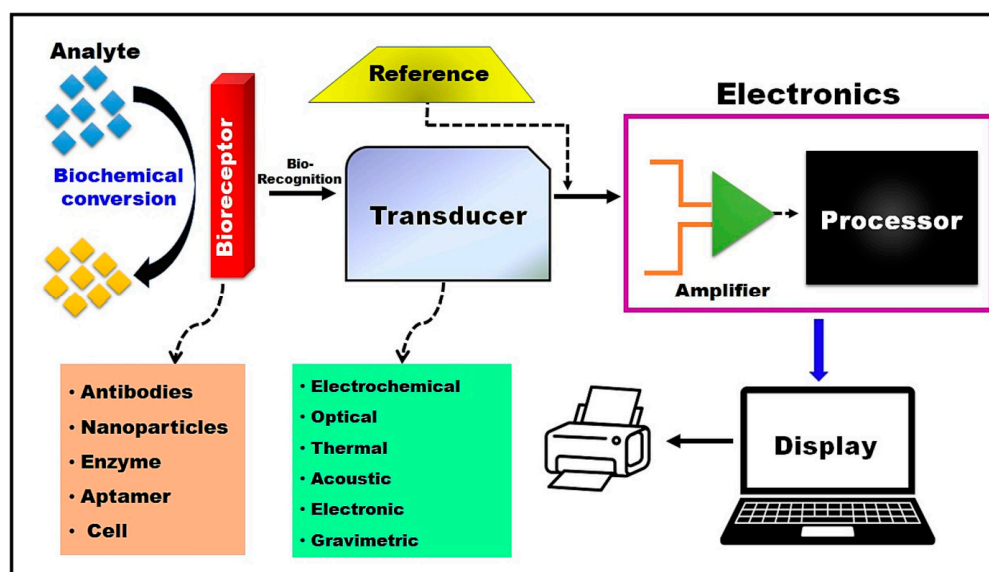 Analyte
Biochemical
conversion
Bioreceptor
Bio-
Recognition
Reference
Transducer
Electronics
Amplifier
Processor
• Antibodies
• Nanoparticles
• Enzyme
• Aptamer
• Cell
• Electrochemical
• Optical
• Thermal
• Acoustic
• Electronic
• Gravimetric
Display